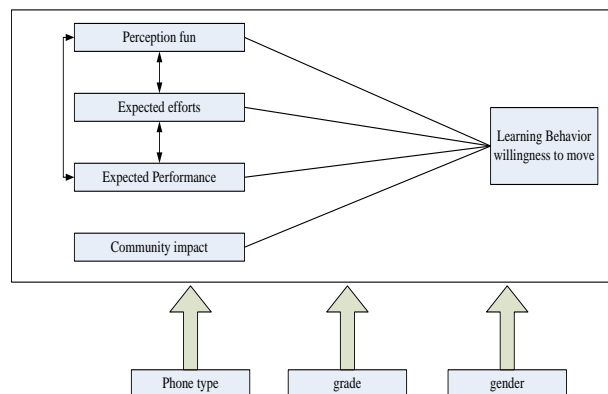 Perception fun
Expected efforts
Expected Performance
Community impact
Learning Behavior
willingness to move
Phone type
grade
gender